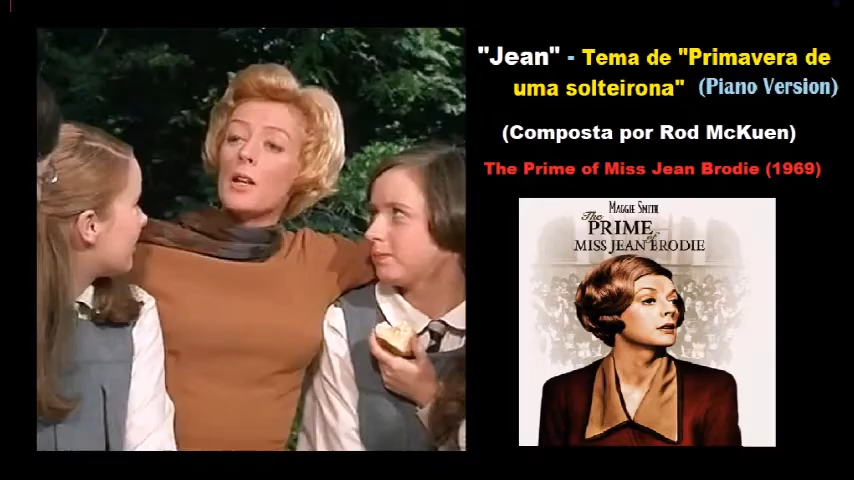 "Jean" - Tema de "Primavera de
uma solteirona" (Piano Version)
(Composta por Rod McKuen)
The Prime of Miss Jean Brodie (1969)
MAGGIE SMITH
The
PRIME
of
MISS JEAN BRODIE